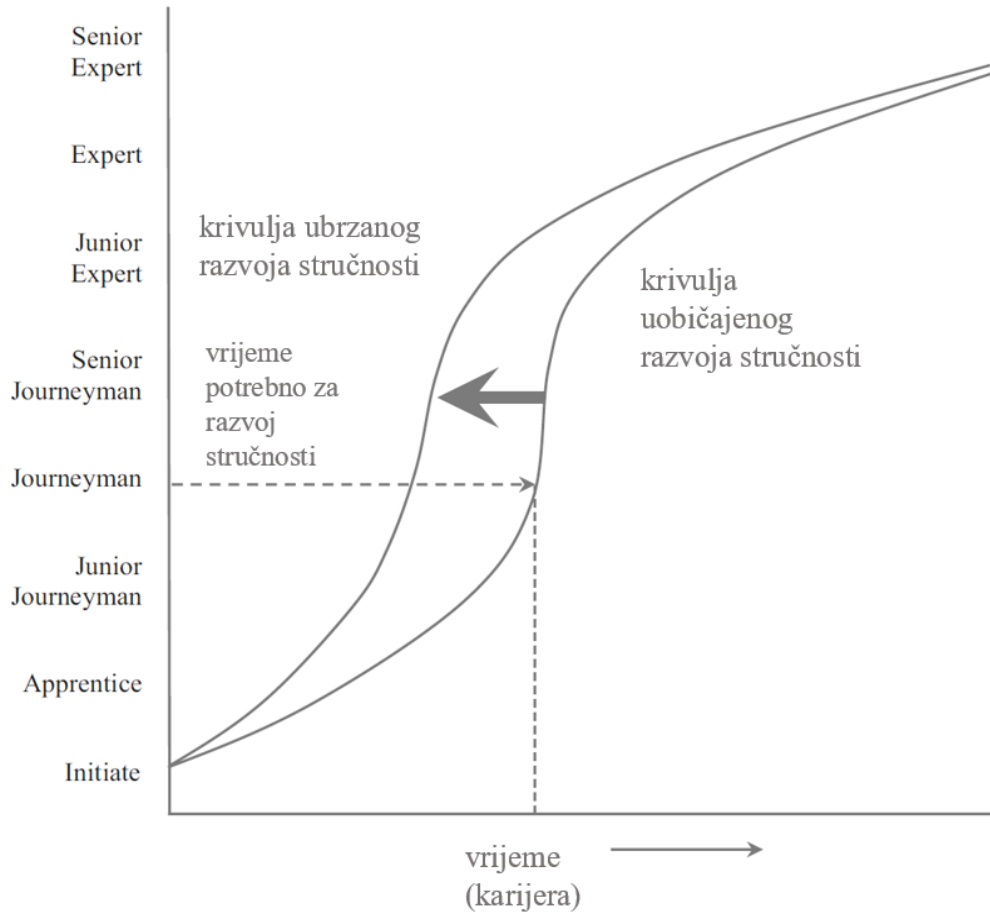 Senior
Expert
Expert
Junior
Expert
Senior
Journeyman
Journeyman
Junior
Journeyman
Apprentice
Initiate
krivulja ubrzanog
razvoja stručnosti
krivulja
uobičajenog
razvoja stručnosti
vrijeme
potrebno za
razvoj
stručnosti
vrijeme
(karijera)